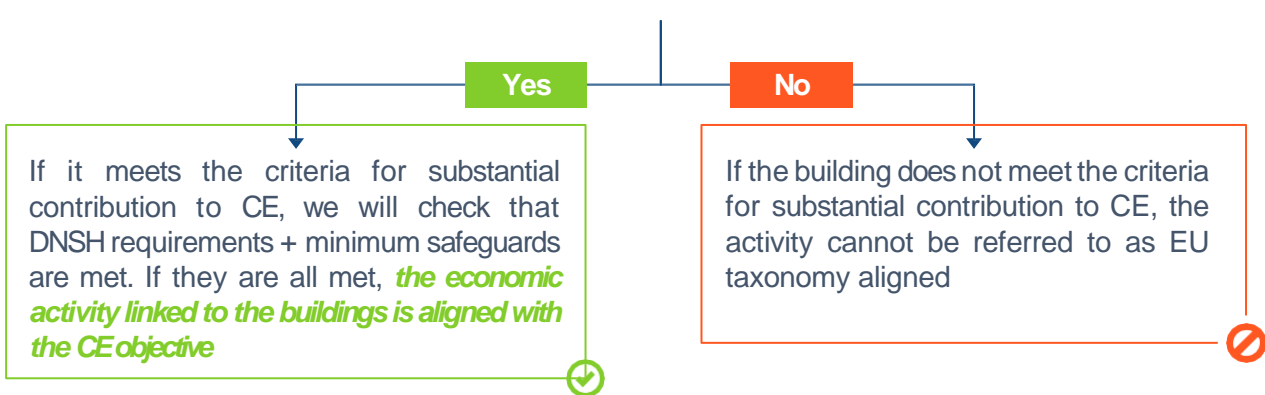 Yes
No
If it meets the criteria for substantial
contribution to CE, we will check that
DNSH requirements + minimum safeguards
are met. If they are all met, the economic
activity linked to the buildings is aligned with
the CE objective
If the building does not meet the criteria
for substantial contribution to CE, the
activity cannot be referred to as EU
taxonomy aligned